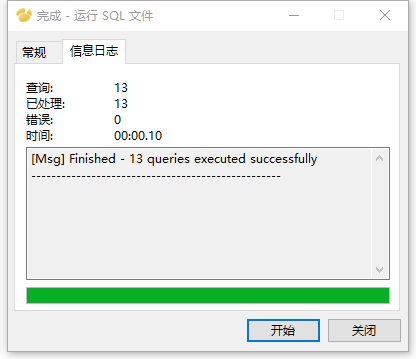 完成 - 运行 SQL 文件
常规 信息日志
查询: 13
已处理: 13
错误: 0
时间: 00:00.10
[Msg] Finished - 13 queries executed successfully
--------------------------------------------------
开始 关闭